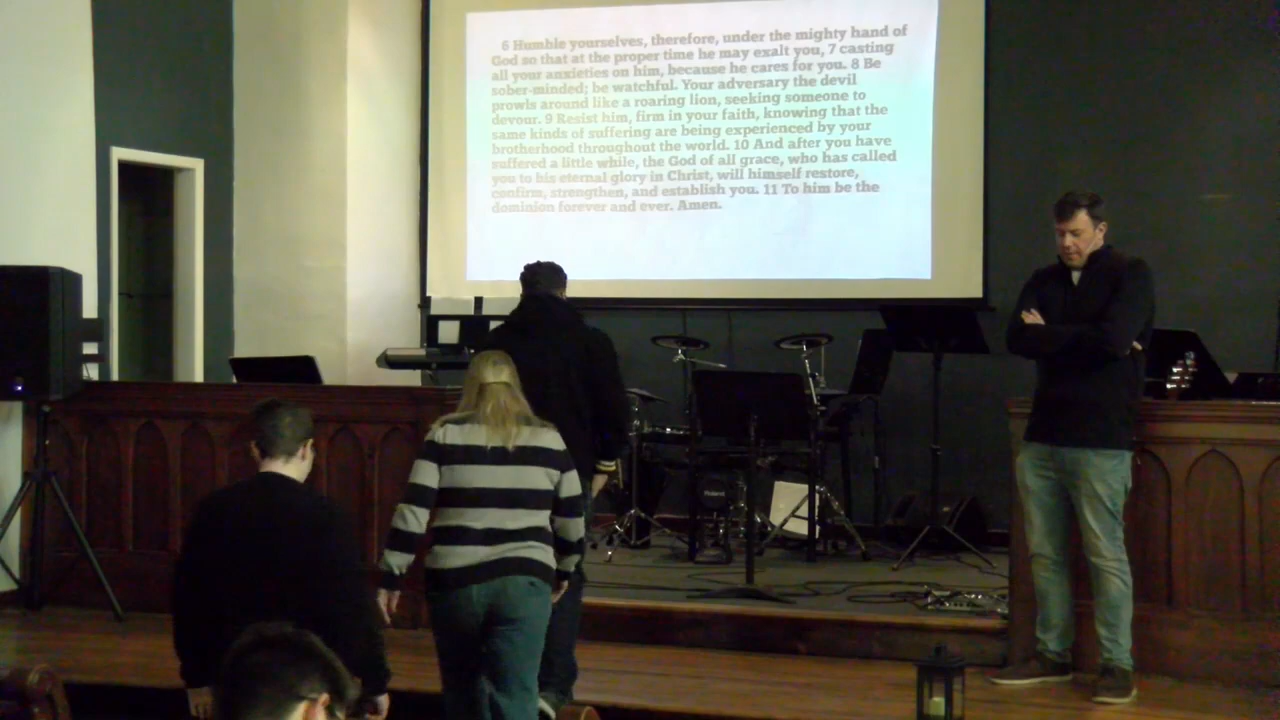 6 Humble yourselves, therefore, under the mighty hand of
God so that at the proper time he may exalt you, 7 casting
all your anxieties on him, because he cares for you. 8 Be
sober-minded; be watchful. Your adversary the devil
prowls around like a roaring lion, seeking someone to
devour. 9 Resist him, firm in your faith, knowing that the
same kinds of suffering are being experienced by your
brotherhood throughout the world. 10 And after you have
suffered a little while, the God of all grace, who has called
you to his eternal glory in Christ, will himself restore,
confirm, strengthen, and establish you. 11 To him be the
dominion forever and ever. Amen.
Roland